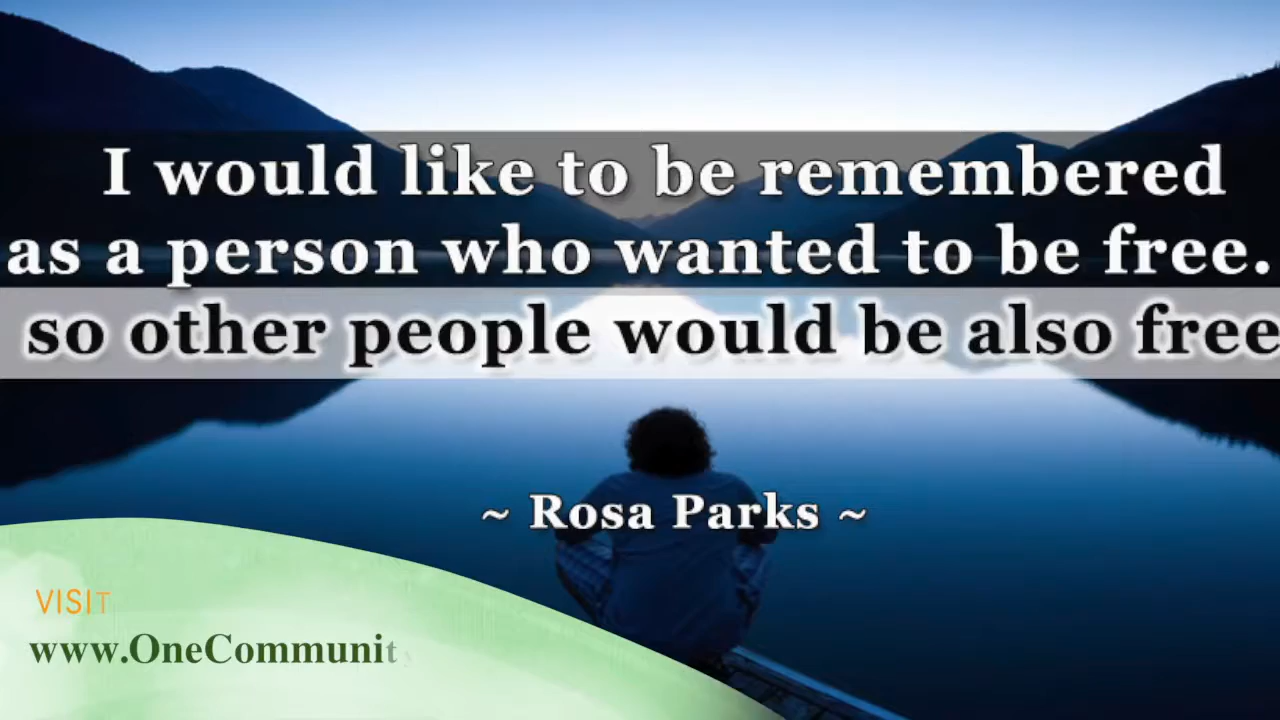 I would like to be remembered
as a person who wanted to be free.
so other people would be also free
~ Rosa Parks ~
VISIT
www.OneCommunit